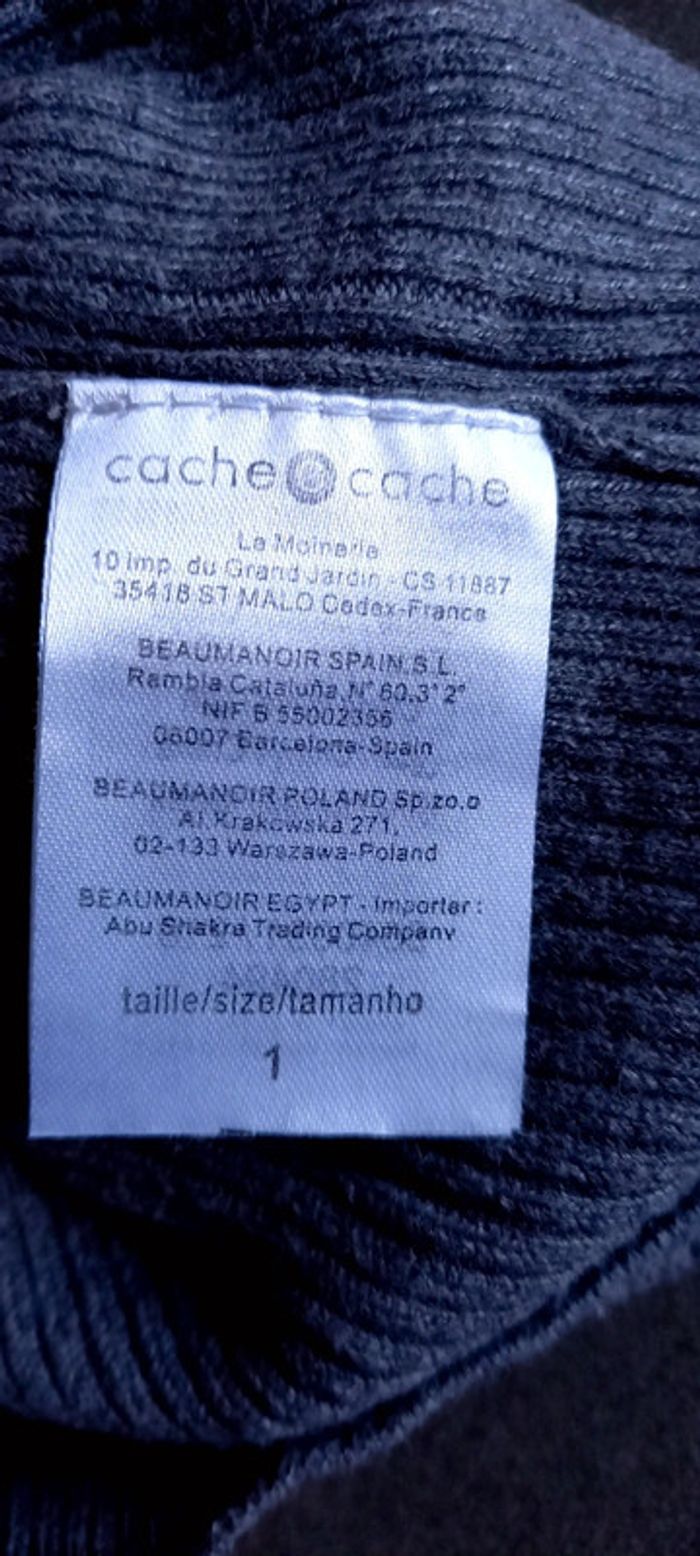 cache cache
La Moinerie
10 imp. du Grand Jardin - CS 11887
35418 ST MALO Cedex-France
BEAUMANOIR SPAIN.S.L.
Rambla Cataluña,N° 60,3° 2°
NIF B 55002356
08007 Barcelona-Spain
BEAUMANOIR POLAND Sp.zo.o
Al Krakowska 271,
02-133 Warszawa-Poland
BEAUMANOIR EGYPT - Importer :
Abu Shakra Trading Company
taille/size/tamanho
1